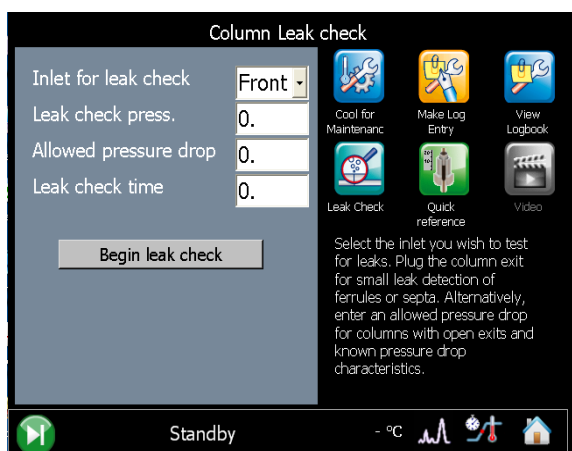 Column Leak check
Inlet for leak check
Front
Leak check press.
0.
Allowed pressure drop
0.
Leak check time
0.
Begin leak check
Cool for
Maintenanc
Make Log
Entry
View
Logbook
Leak Check
Quick
reference
Video
Select the inlet you wish to test
for leaks. Plug the column exit
for small leak detection of
ferrules or septa. Alternatively,
enter an allowed pressure drop
for columns with open exits and
known pressure drop
characteristics.
Standby
- °C